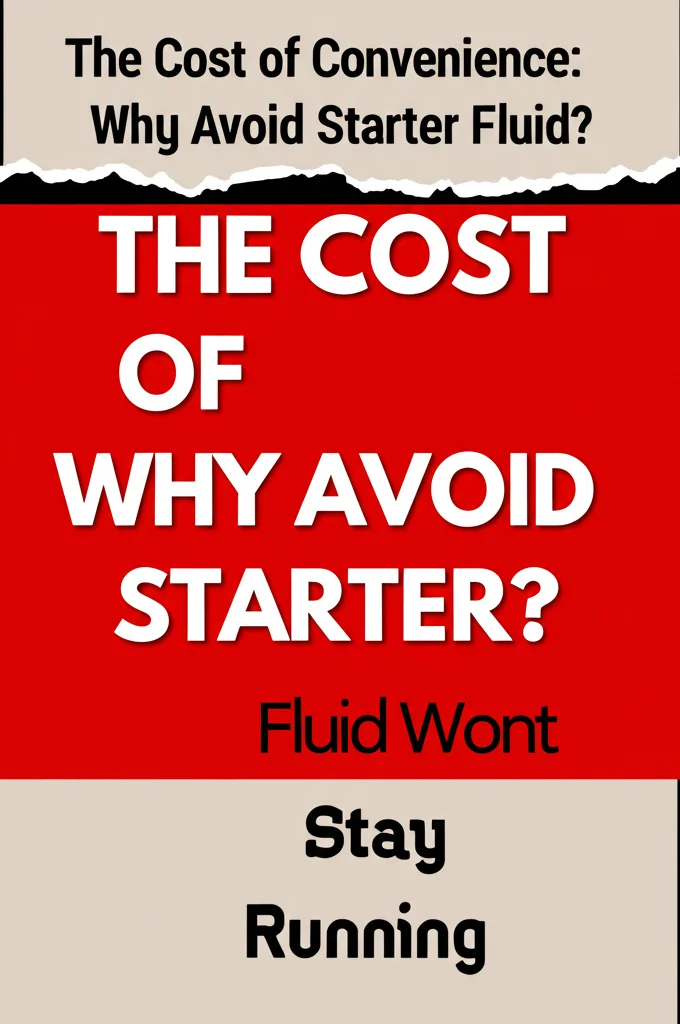 The Cost of Convenience:
Why Avoid Starter Fluid?
THE COST
OF
WHY AVOID
STARTER?
Fluid Wont
Stay
Running